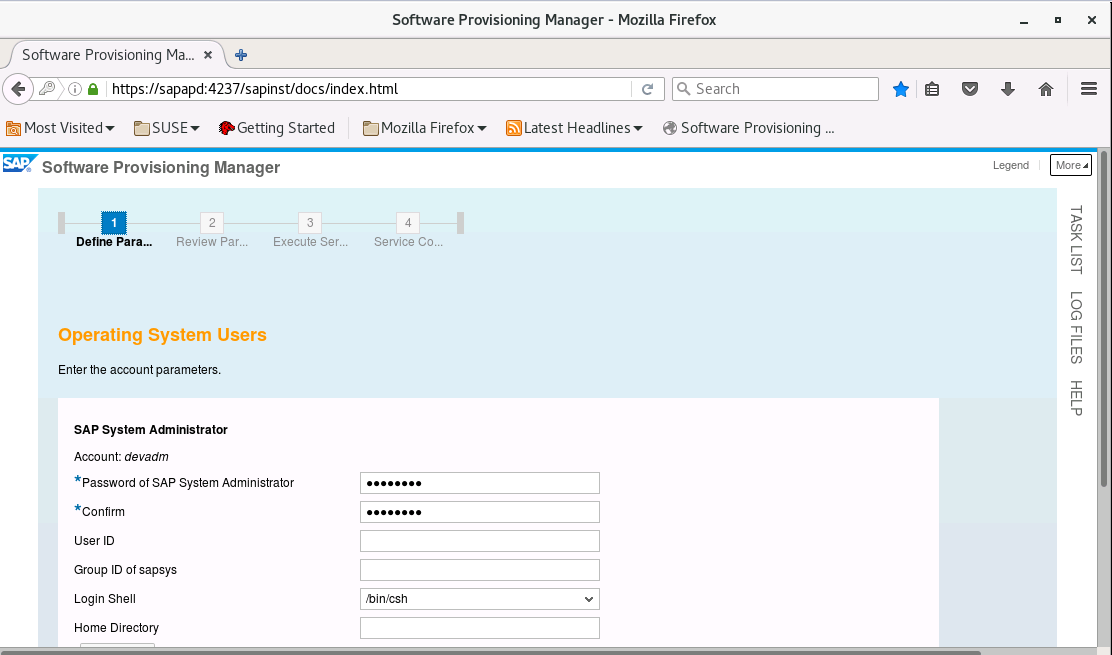 Software Provisioning Manager - Mozilla Firefox
Software Provisioning Ma...
https://sapapd:4237/sapinst/docs/index.html
Search
Most Visited
SUSE
Getting Started
Mozilla Firefox
Latest Headlines
Software Provisioning ...
SAP
Software Provisioning Manager
Legend
More
1
2
3
4
Define Para...
Review Par...
Execute Ser...
Service Co...
TASK LIST
LOG FILES
HELP
Operating System Users
Enter the account parameters.
SAP System Administrator
Account: devadm
*Password of SAP System Administrator
●●●●●●●●
*Confirm
●●●●●●●●
User ID
Group ID of sapsys
Login Shell
/bin/csh
Home Directory